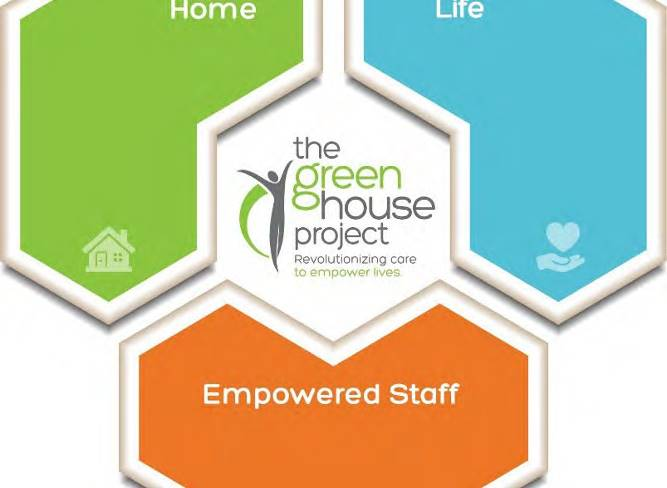 Home
Life
the
green
house
project
Revolutionizing care
to empower lives.
Empowered Staff